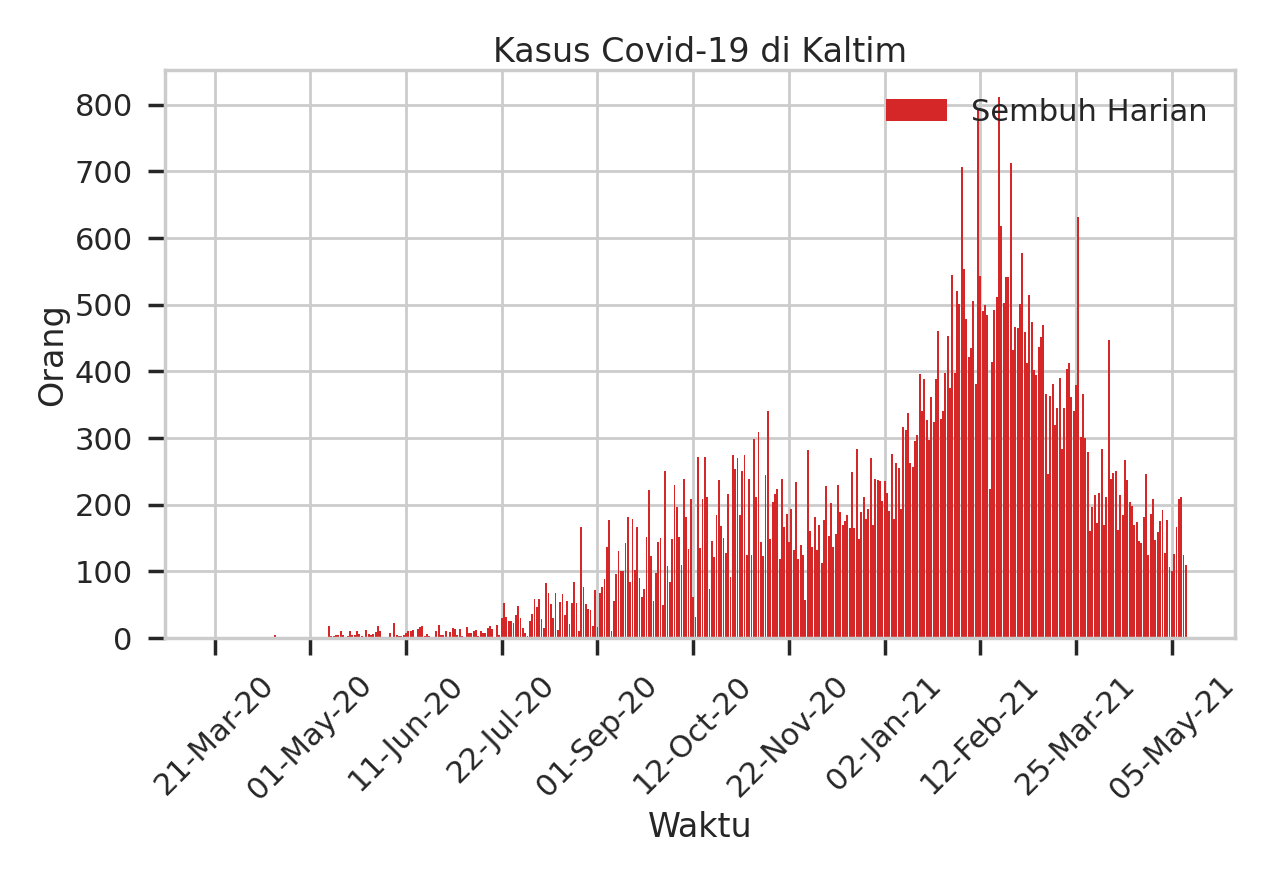 Kasus Covid-19 di Kaltim
Sembuh Harian
Orang
800
700
600
500
400
300
200
100
0
21-Mar-20
01-May-20
11-Jun-20
22-Jul-20
01-Sep-20
12-Oct-20
22-Nov-20
02-Jan-21
12-Feb-21
25-Mar-21
05-May-21
Waktu